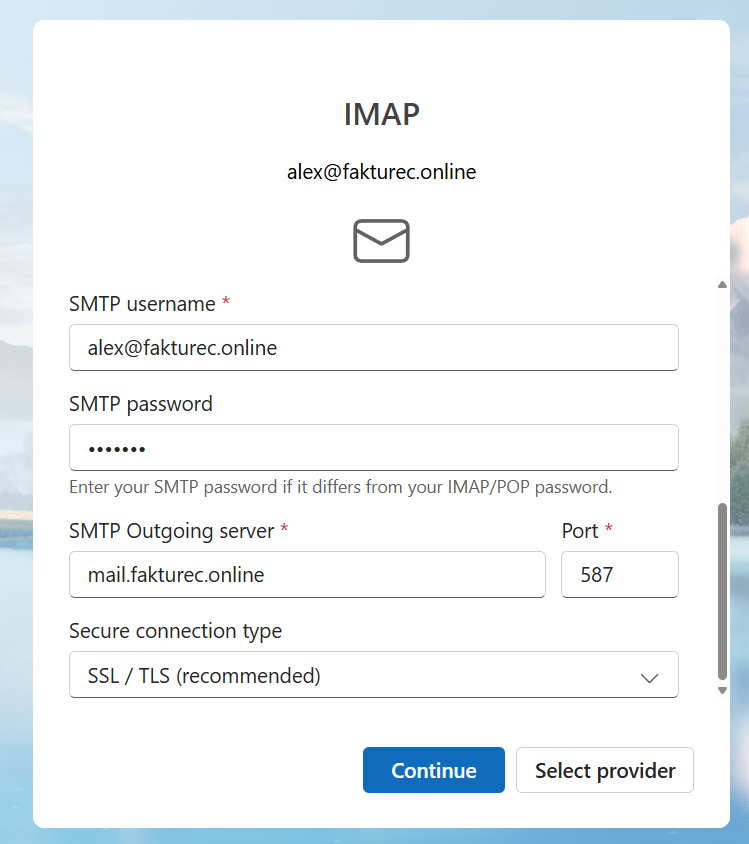 IMAP
alex@fakturec.online
SMTP username *
alex@fakturec.online
SMTP password
•••••••
Enter your SMTP password if it differs from your IMAP/POP password.
SMTP Outgoing server * Port *
mail.fakturec.online 587
Secure connection type
SSL / TLS (recommended)
Continue Select provider